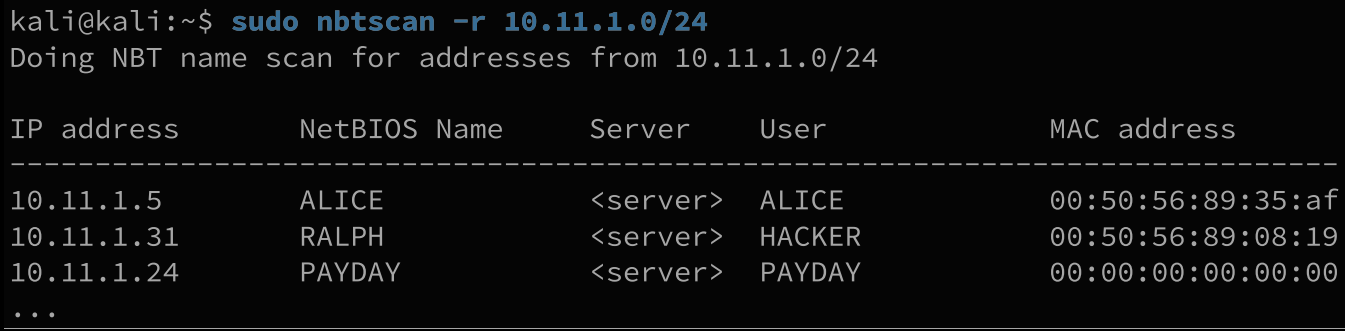 kali@kali:~$ sudo nbtscan -r 10.11.1.0/24
Doing NBT name scan for addresses from 10.11.1.0/24
IP address NetBIOS Name Server User MAC address
------------------------------------------------------------------------------
10.11.1.5 ALICE <server> ALICE 00:50:56:89:35:af
10.11.1.31 RALPH <server> HACKER 00:50:56:89:08:19
10.11.1.24 PAYDAY <server> PAYDAY 00:00:00:00:00:00
...